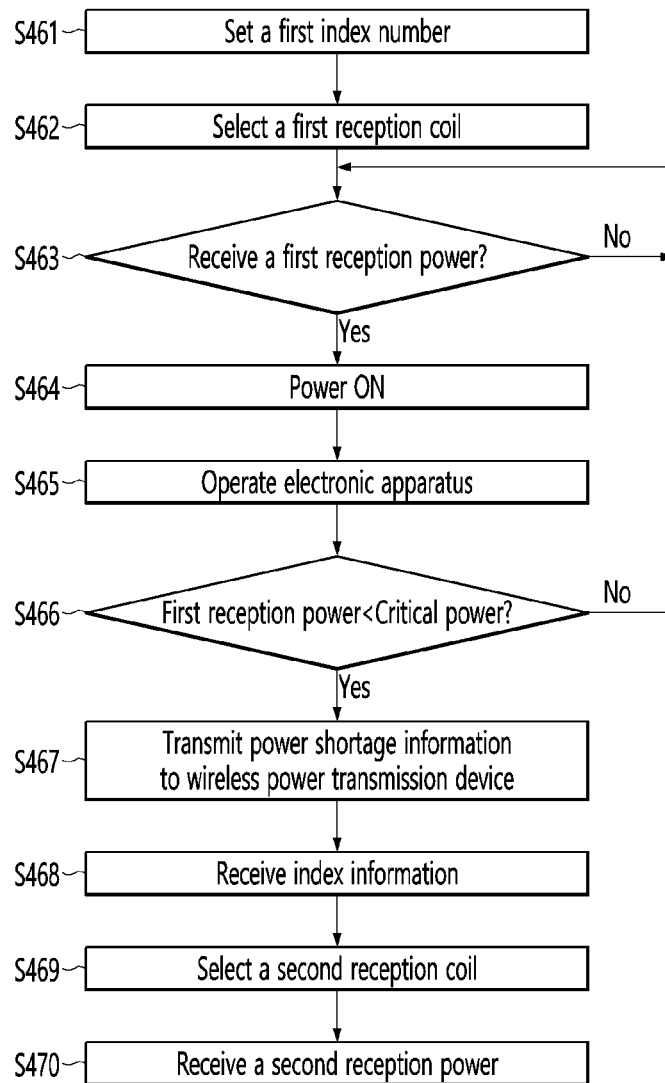 S461
Set a first index number
S462
Select a first reception coil
S463
Receive a first reception power?
No
Yes
S464
Power ON
S465
Operate electronic apparatus
S466
First reception power<Critical power?
No
Yes
S467
Transmit power shortage information
to wireless power transmission device
S468
Receive index information
S469
Select a second reception coil
S470
Receive a second reception power